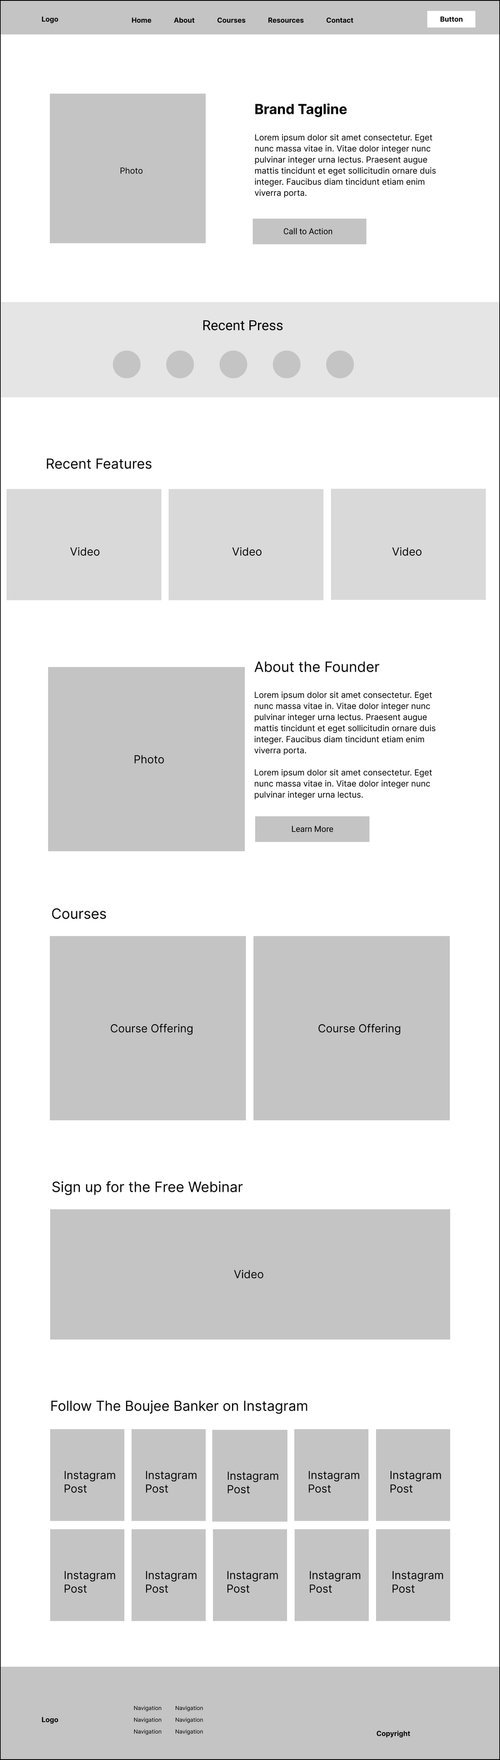 Logo
Home About Courses Resources Contact
Button
Brand Tagline
Photo
Lorem ipsum dolor sit amet consectetur. Eget
nunc massa vitae in. Vitae dolor integer nunc
pulvinar integer urna lectus. Praesent augue
mattis tincidunt et eget sollicitudin ornare duis
integer. Faucibus diam tincidunt etiam enim
viverra porta.
Call to Action
Recent Press
Recent Features
Video Video Video
About the Founder
Photo
Lorem ipsum dolor sit amet consectetur. Eget
nunc massa vitae in. Vitae dolor integer nunc
pulvinar integer urna lectus. Praesent augue
mattis tincidunt et eget sollicitudin ornare duis
integer. Faucibus diam tincidunt etiam enim
viverra porta.
Lorem ipsum dolor sit amet consectetur. Eget
nunc massa vitae in. Vitae dolor integer nunc
pulvinar integer urna lectus.
Learn More
Courses
Course Offering Course Offering
Sign up for the Free Webinar
Video
Follow The Boujee Banker on Instagram
Instagram Instagram Instagram Instagram Instagram
Post Post Post Post Post
Instagram Instagram Instagram Instagram Instagram
Post Post Post Post Post
Logo
Navigation Navigation
Navigation Navigation
Navigation Navigation
Copyright